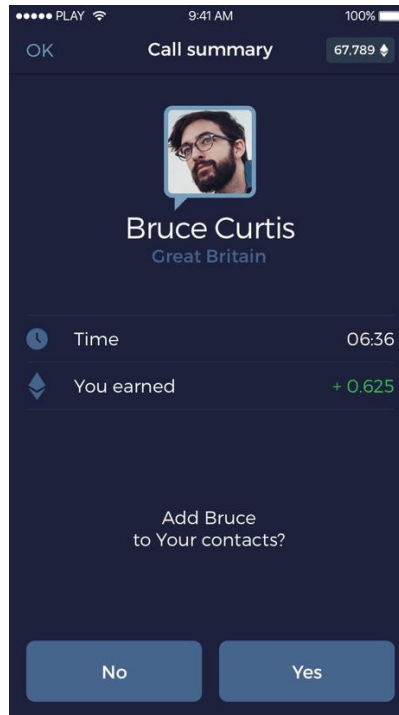 PLAY 9:41 AM 100%
OK Call summary 67,789
Bruce Curtis
Great Britain
Time 06:36
You earned + 0.625
Add Bruce
to Your contacts?
No Yes